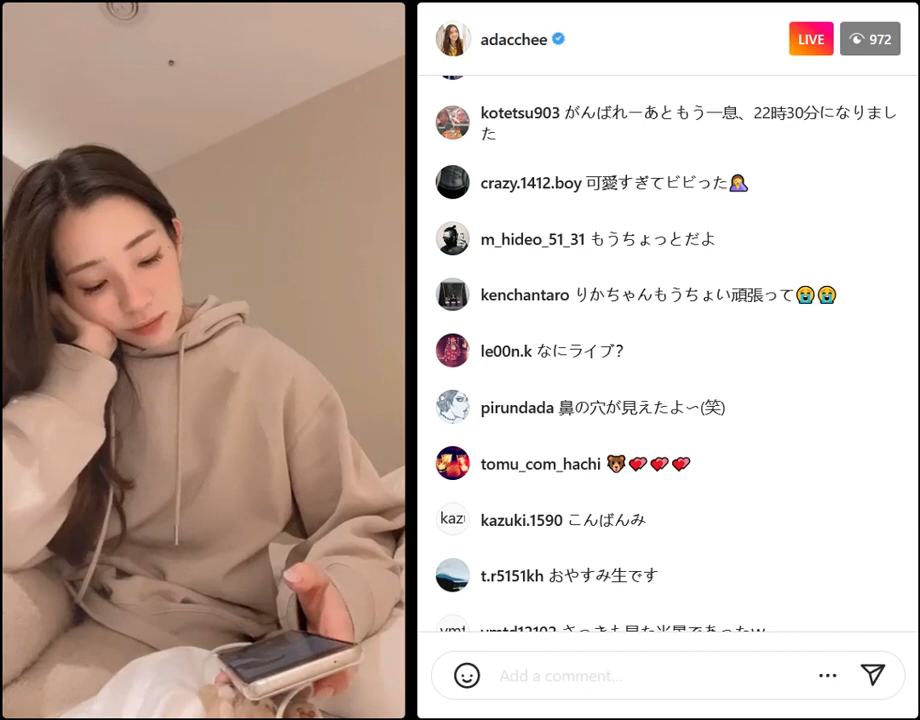 adacchee
LIVE
972
kotetsu903 がんばれーあともう一息、22時30分になりまし
た
crazy.1412.boy 可愛すぎてビビった🤦‍♀️
m_hideo_51_31 もうちょっとだよ
kenchantaro りかちゃんもうちょい頑張って😭😭
le00n.k なにライブ?
pirundada 鼻の穴が見えたよ〜(笑)
tomu_com_hachi 🐻💕💕💕
kazuki.1590 こんばんみ
t.r5151kh おやすみ生です
Add a comment...